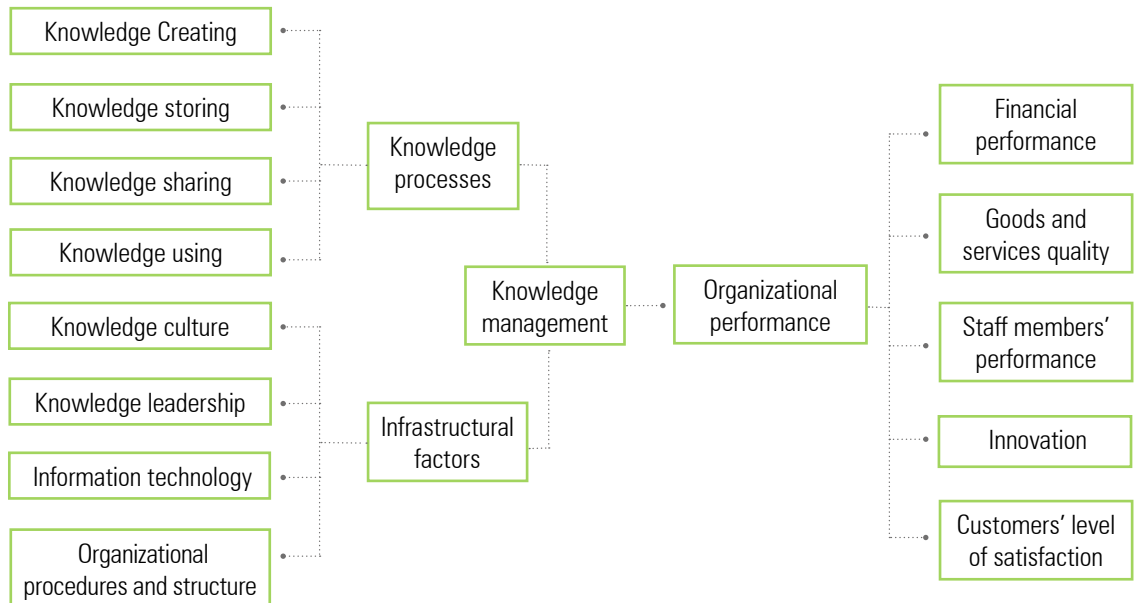 Knowledge Creating
Knowledge storing
Knowledge sharing
Knowledge using
Knowledge culture
Knowledge leadership
Information technology
Organizational
procedures and structure
Knowledge
processes
Infrastructural
factors
Knowledge
management
Organizational
performance
Financial
performance
Goods and
services quality
Staff members’
performance
Innovation
Customers’ level
of satisfaction